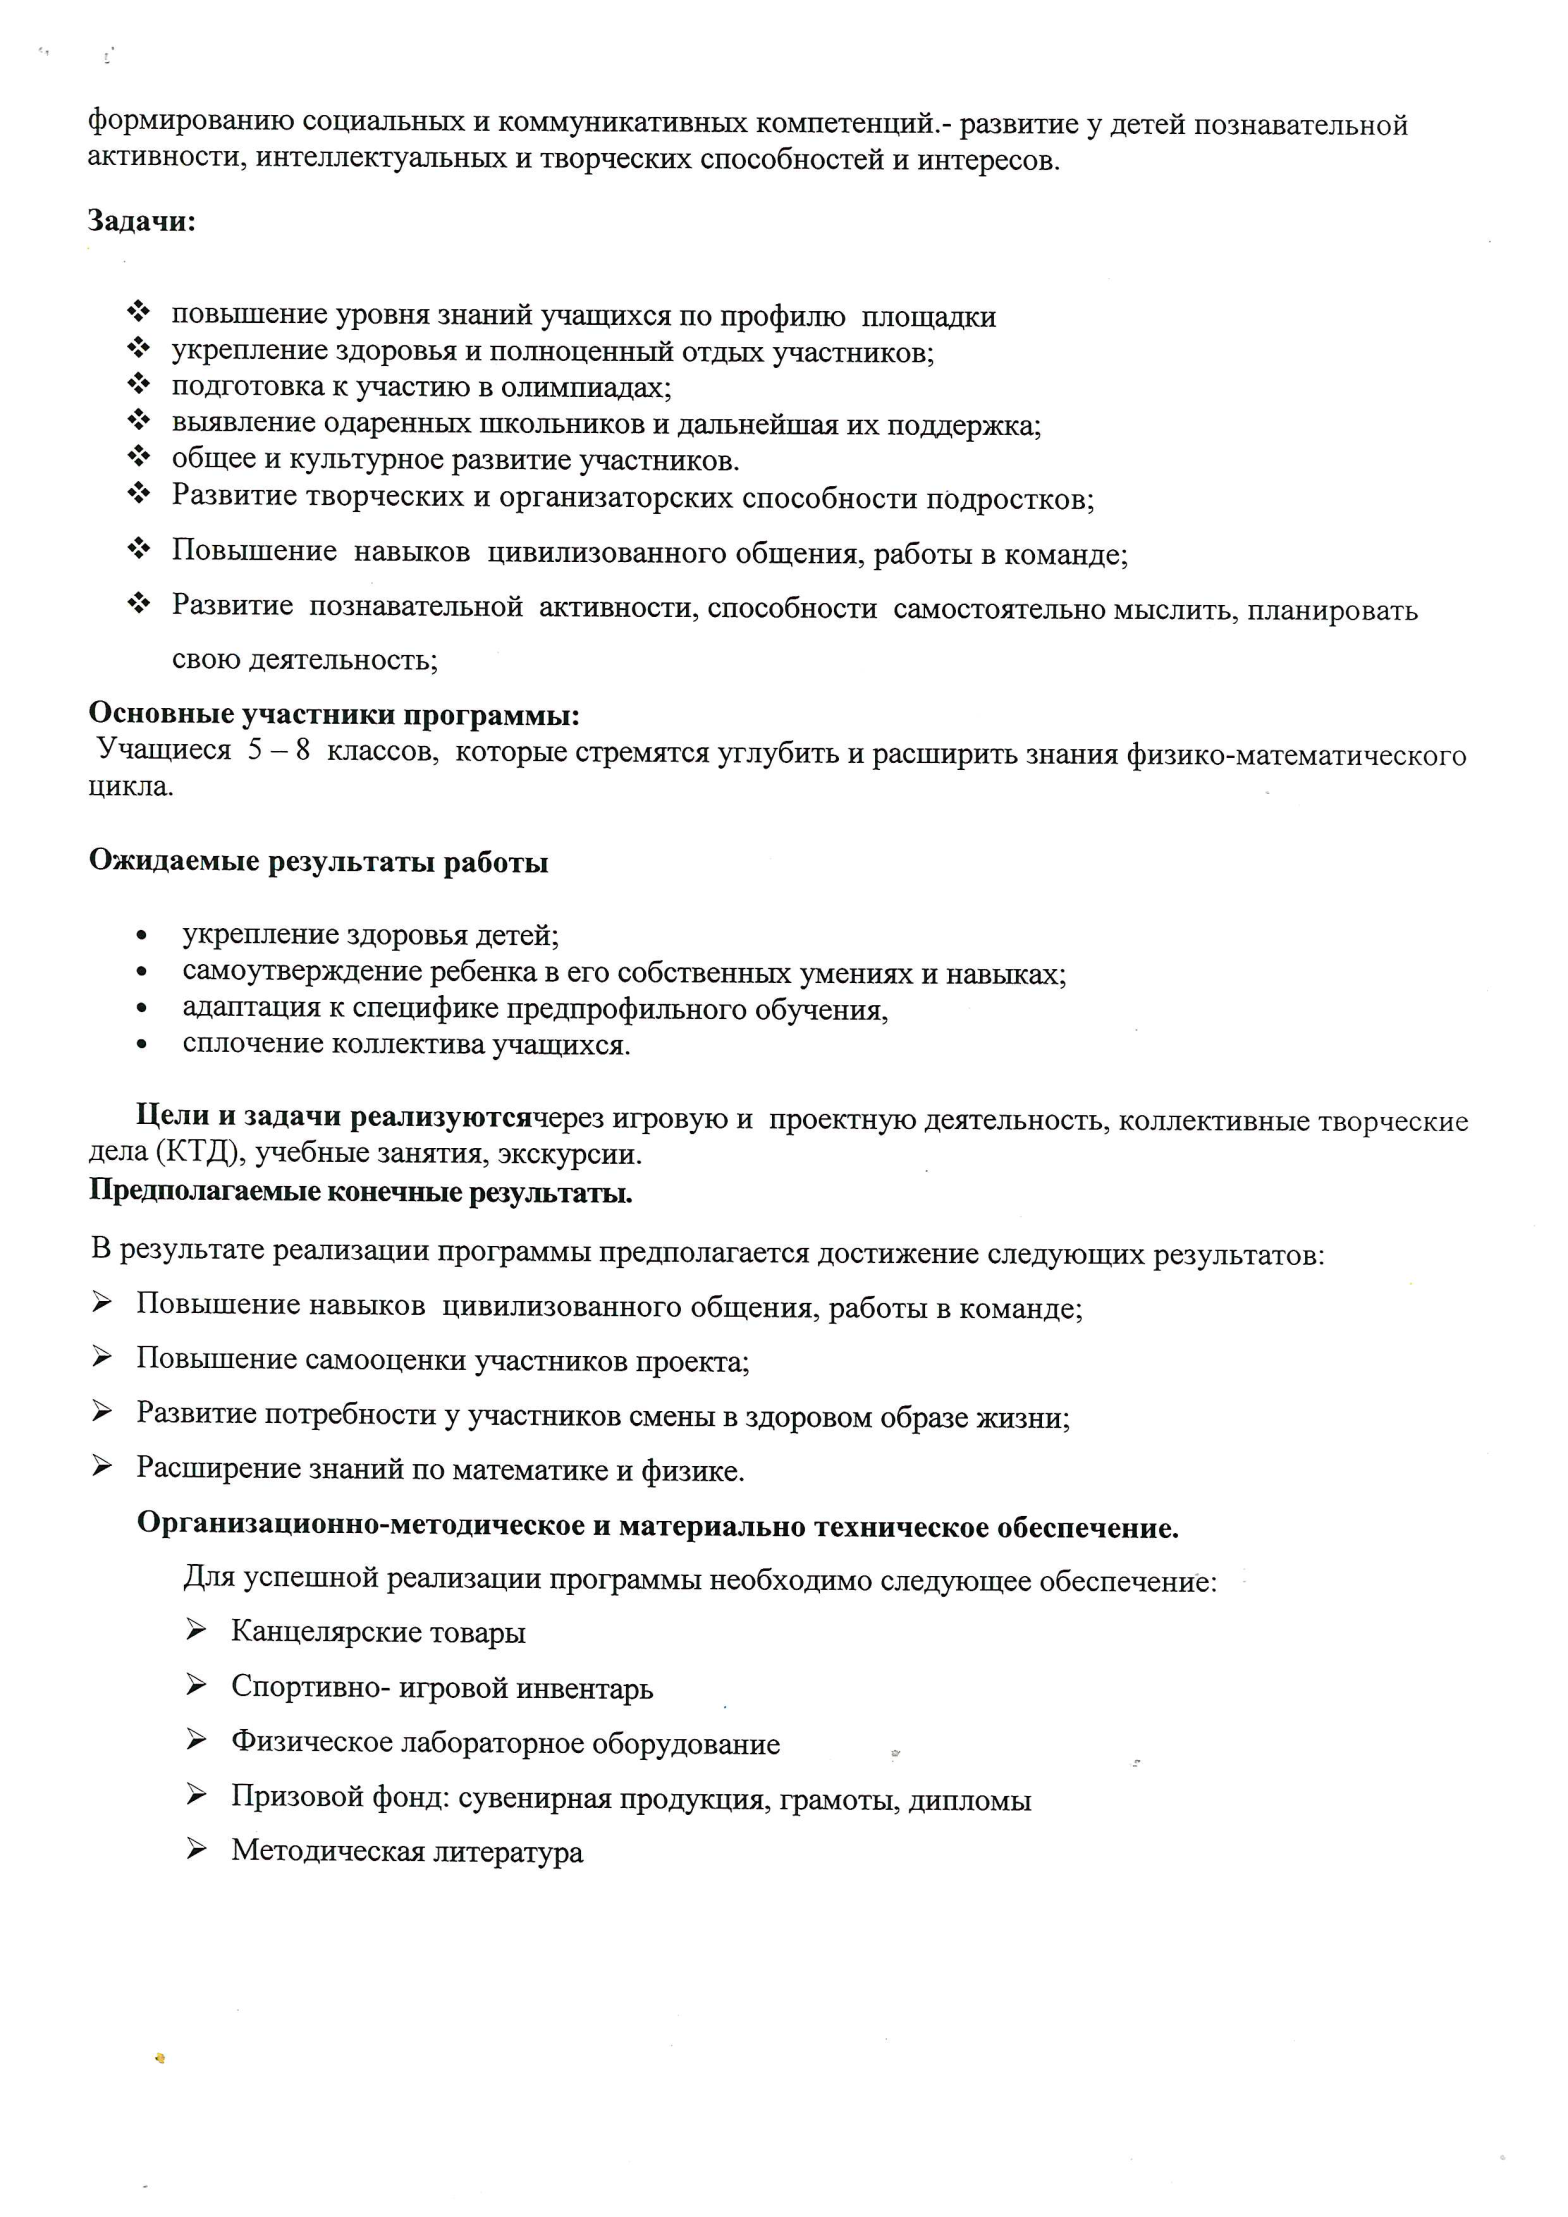 формированию социальных и коммуникативных компетенций.- развитие у детей познавательной
активности, интеллектуальных и творческих способностей и интересов.
Задачи:
❖ повышение уровня знаний учащихся по профилю площадки
❖ укрепление здоровья и полноценный отдых участников;
❖ подготовка к участию в олимпиадах;
❖ выявление одаренных школьников и дальнейшая их поддержка;
❖ общее и культурное развитие участников.
❖ Развитие творческих и организаторских способности подростков;
❖ Повышение навыков цивилизованного общения, работы в команде;
❖ Развитие познавательной активности, способности самостоятельно мыслить, планировать
свою деятельность;
Основные участники программы:
Учащиеся 5 – 8 классов, которые стремятся углубить и расширить знания физико-математического
цикла.
Ожидаемые результаты работы
• укрепление здоровья детей;
• самоутверждение ребенка в его собственных умениях и навыках;
• адаптация к специфике предпрофильного обучения,
• сплочение коллектива учащихся.
Цели и задачи реализуютсячерез игровую и проектную деятельность, коллективные творческие
дела (КТД), учебные занятия, экскурсии.
Предполагаемые конечные результаты.
В результате реализации программы предполагается достижение следующих результатов:
➢ Повышение навыков цивилизованного общения, работы в команде;
➢ Повышение самооценки участников проекта;
➢ Развитие потребности у участников смены в здоровом образе жизни;
➢ Расширение знаний по математике и физике.
Организационно-методическое и материально техническое обеспечение.
Для успешной реализации программы необходимо следующее обеспечение:
➢ Канцелярские товары
➢ Спортивно- игровой инвентарь
➢ Физическое лабораторное оборудование
➢ Призовой фонд: сувенирная продукция, грамоты, дипломы
➢ Методическая литература